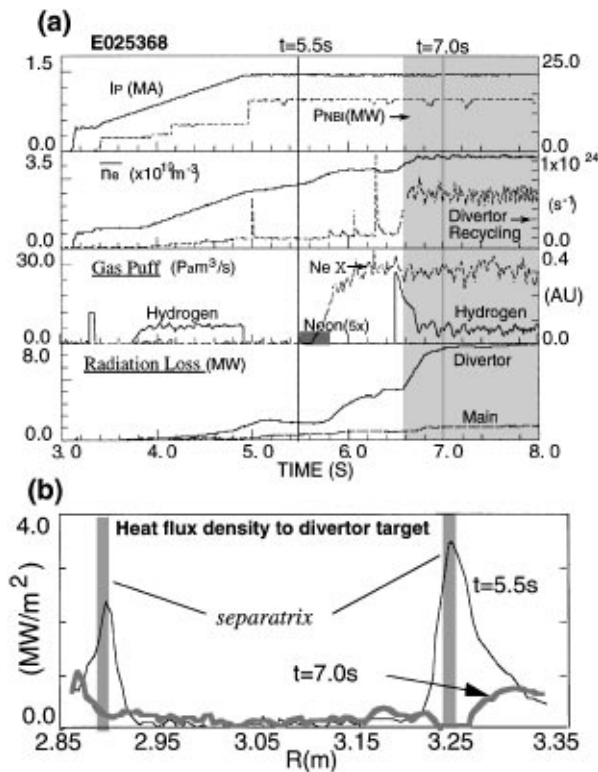 (a)
E025368 t=5.5s t=7.0s
1.5 25.0
IP (MA)
PNBI(MW)
0.0 0.0
3.5 1x10 24
ne (x10 19 m-3)
(s-1)
Divertor
Recycling
0.0 0.0
30.0 0.4
Gas Puff (Pam3/s) Ne X
(AU)
Hydrogen Hydrogen
Neon(5x)
0.0
8.0
Radiation Loss (MW) Divertor
Main
0.0
3.0 4.0 5.0 6.0 7.0 8.0
TIME (S)
(b)
4.0
Heat flux density to divertor target
t=5.5s
separatrix
(MW/m2)
t=7.0s
0.0
2.85 2.95 3.05 3.15 3.25 3.35
R(m)